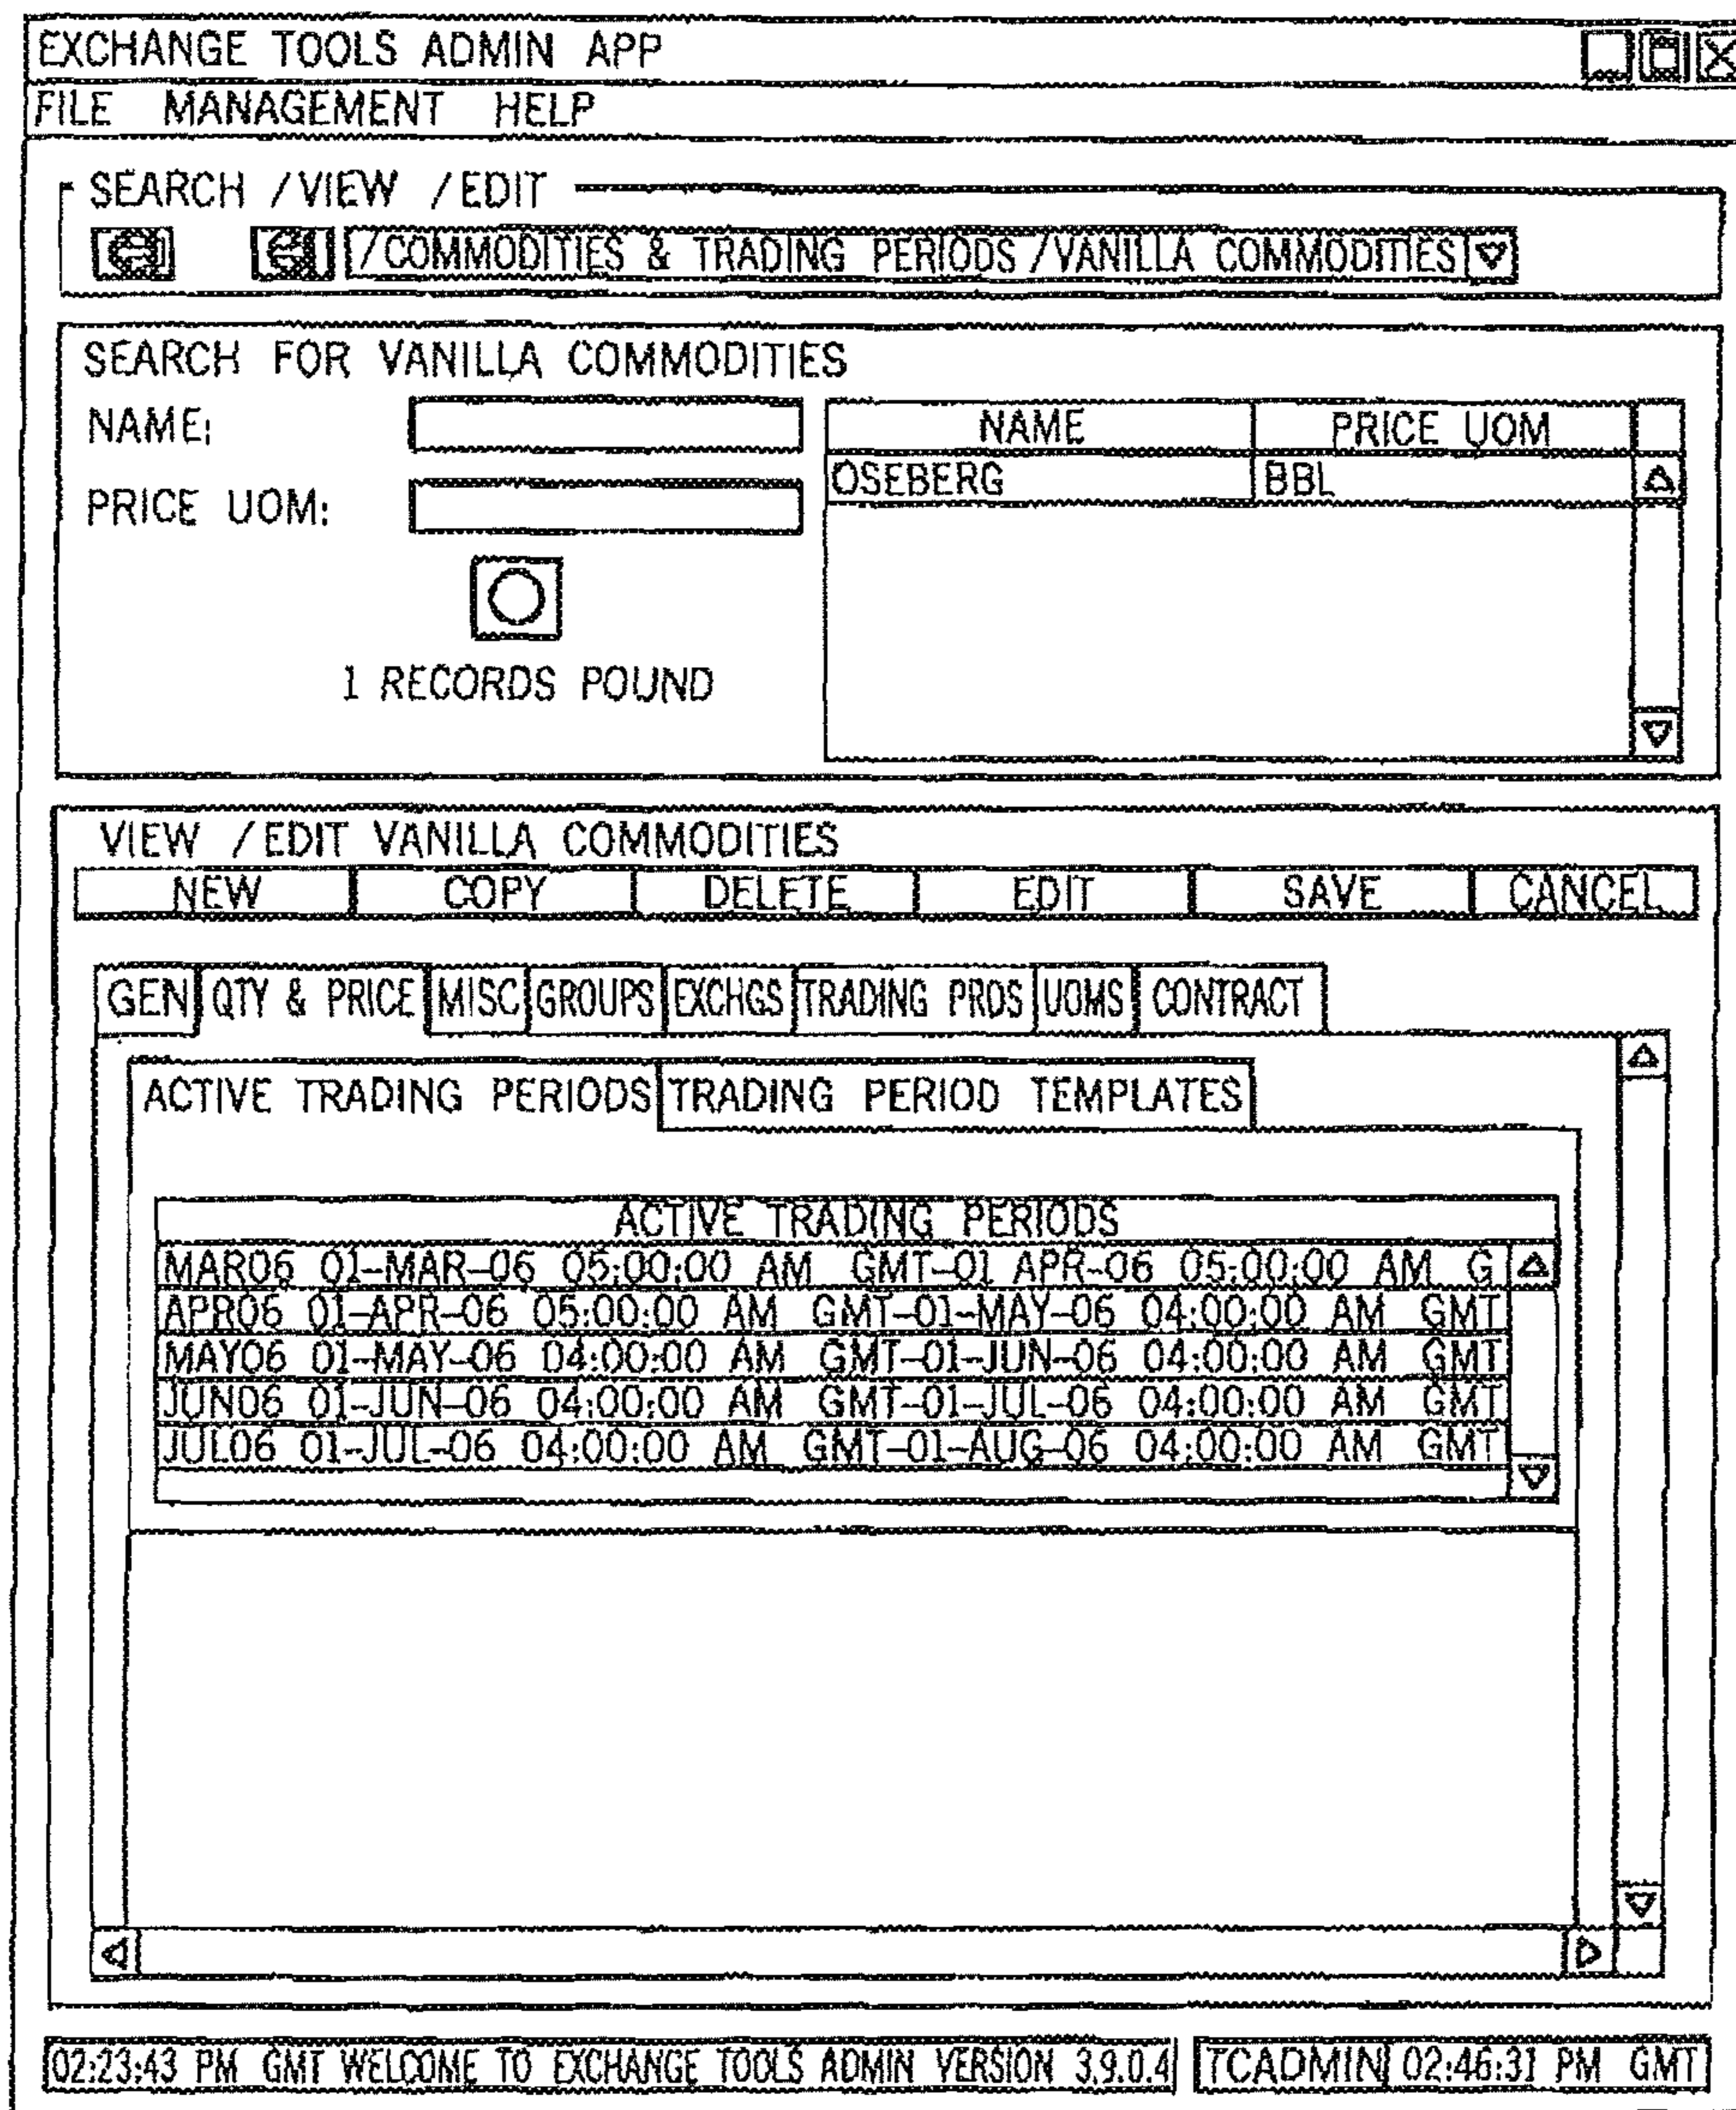 EXCHANGE TOOLS ADMIN APP
FILE MANAGEMENT HELP
SEARCH /VIEW /EDIT
/COMMODITIES & TRADING PERIODS /VANILLA COMMODITIES
SEARCH FOR VANILLA COMMODITIES
NAME:
PRICE UOM:
1 RECORDS POUND
NAME PRICE UOM
OSEBERG BBL
VIEW /EDIT VANILLA COMMODITIES
NEW COPY DELETE EDIT SAVE CANCEL
GEN QTY & PRICE MISC GROUPS EXCHGS TRADING PRDS UOMS CONTRACT
ACTIVE TRADING PERIODS TRADING PERIOD TEMPLATES
ACTIVE TRADING PERIODS
MAR06 01-MAR-06 05:00:00 AM GMT-01 APR-06 05:00:00 AM G
APR06 01-APR-06 05:00:00 AM GMT-01-MAY-06 04:00:00 AM GMT
MAY06 01-MAY-06 04:00:00 AM GMT-01-JUN-06 04:00:00 AM GMT
JUN06 01-JUN-06 04:00:00 AM GMT-01-JUL-06 04:00:00 AM GMT
JUL06 01-JUL-06 04:00:00 AM GMT-01-AUG-06 04:00:00 AM GMT
02:23:43 PM GMT WELCOME TO EXCHANGE TOOLS ADMIN VERSION 3.9.0.4 TCADMIN 02:46:31 PM GMT